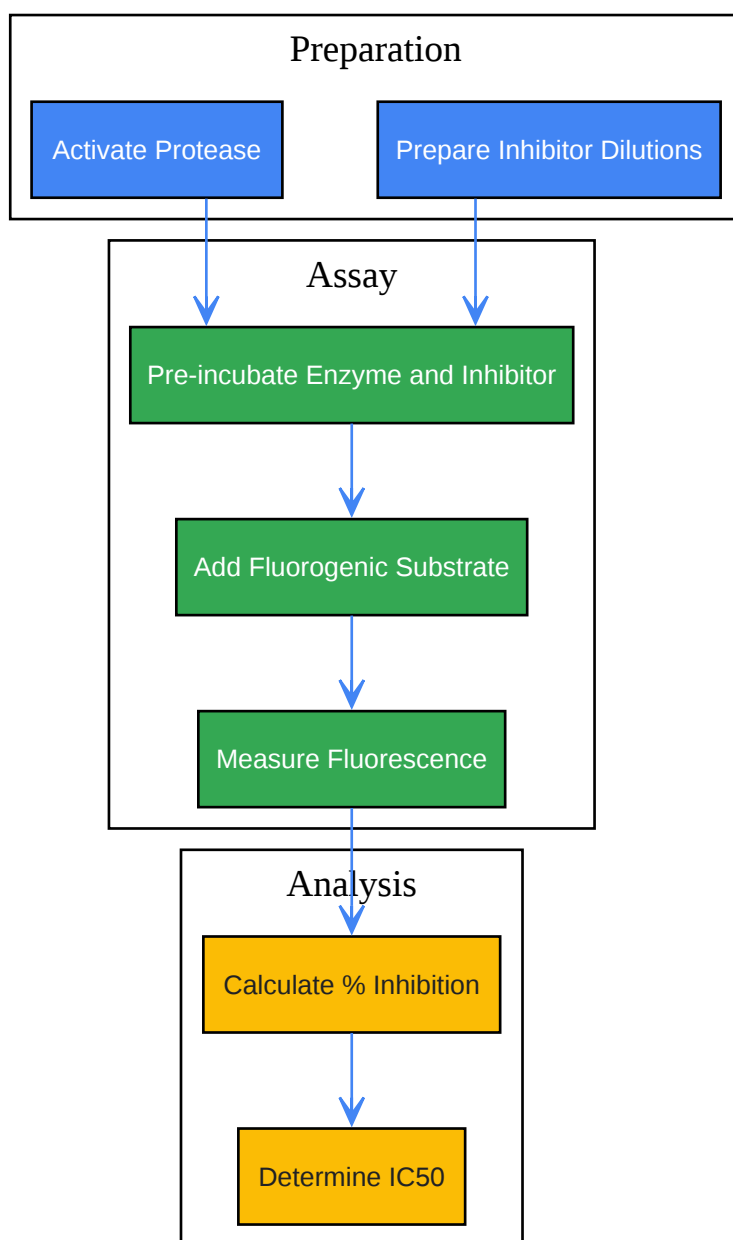 Preparation
Activate Protease
Prepare Inhibitor Dilutions
Assay
Pre-incubate Enzyme and Inhibitor
Add Fluorogenic Substrate
Measure Fluorescence
Analysis
Calculate % Inhibition
Determine IC50